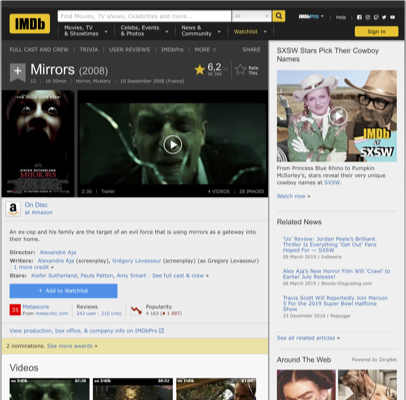 IMDb
Find Movies, TV shows, Celebrities and more...
All
IMDbPro
Help
Movies, TV & Showtimes
Celebs, Events & Photos
News & Community
Watchlist
Sign in
FULL CAST AND CREW | TRIVIA | USER REVIEWS | IMDbPro | MORE
SHARE
Mirrors (2008)
6,2
Rate This
12 | 1h 50min | Horror, Mystery | 10 September 2008 (France)
KIEFER SUTHERLAND
MIRRORS
2:30 | Trailer
4 VIDEOS | 26 IMAGES
On Disc
at Amazon
An ex-cop and his family are the target of an evil force that is using mirrors as a gateway into
their home.
Director: Alexandre Aja
Writers: Alexandre Aja (screenplay), Grégory Levasseur (screenplay) (as Gregory Levasseur)
| 1 more credit »
Stars: Kiefer Sutherland, Paula Patton, Amy Smart | See full cast & crew »
+ Add to Watchlist
35
Metascore
From metacritic.com
Reviews
243 user | 210 critic
Popularity
4 163
View production, box office, & company info on IMDbPro
2 nominations. See more awards »
Videos
SXSW Stars Pick Their Cowboy
Names
IMDb
AT
SXSW
From Princess Blue Rhino to Pumpkin
McSorley's, stars reveal their very unique
cowboy names at SXSW.
Watch now »
Related News
'Us' Review: Jordan Peele's Brilliant
Thriller Is Everything 'Get Out' Fans
Hoped For — SXSW
09 March 2019 | Indiewire
Alex Aja's New Horror Film Will 'Crawl' to
Earlier July Release!
06 March 2019 | Bloody-Disgusting.com
Travis Scott Will Reportedly Join Maroon
5 For the 2019 Super Bowl Halftime
Show
23 December 2018 | Popsugar
See all related articles »
Around The Web
Powered by ZergNet